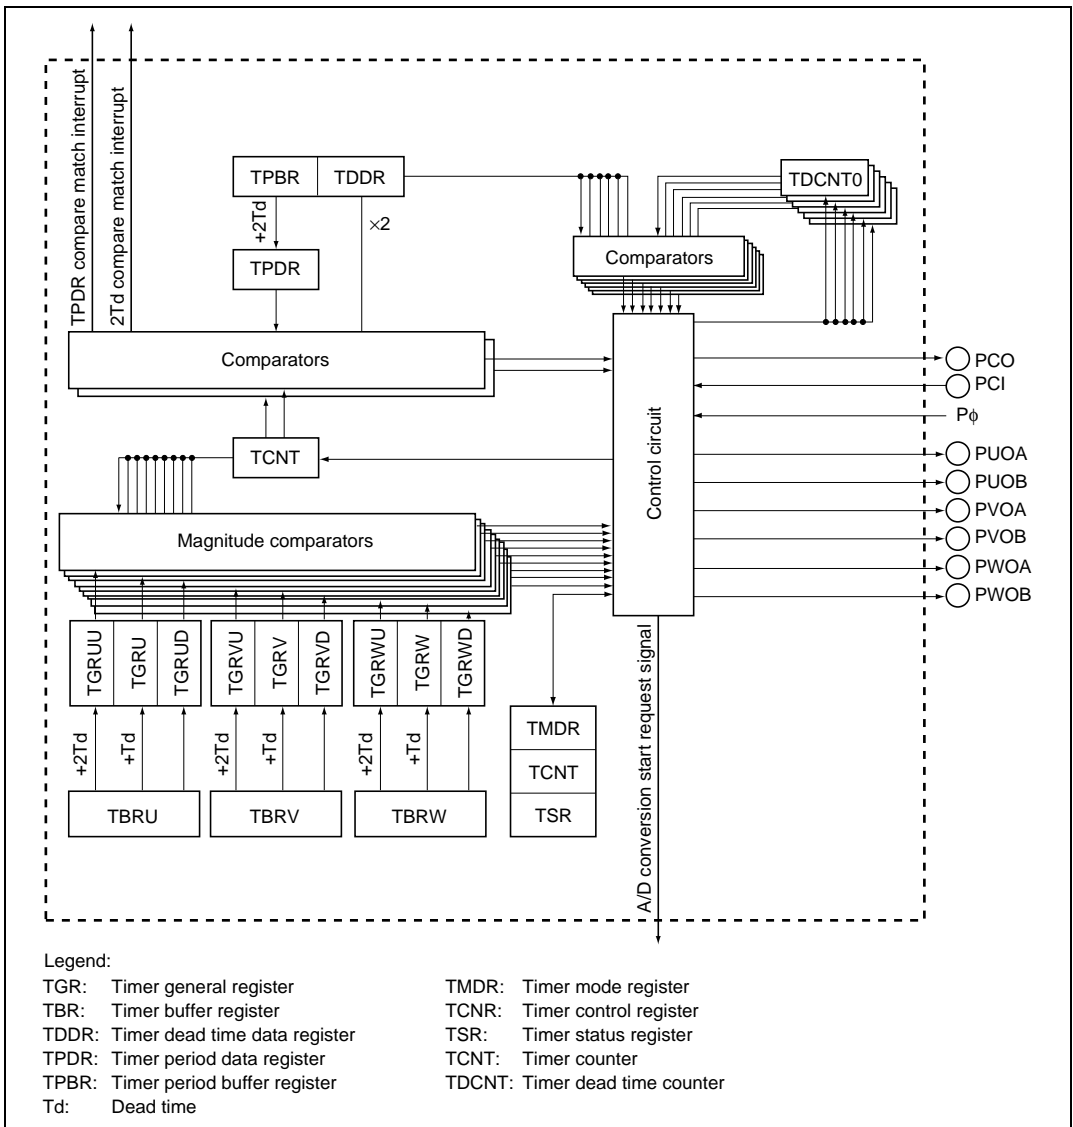 TPDR compare match interrupt
2Td compare match interrupt
TPBR TDDR
+2Td
×2
TPDR
TDCNT0
Comparators
Comparators
TCNT
Magnitude comparators
Control circuit
PCO
PCI
Pϕ
PUOA
PUOB
PVOA
PVOB
PWOA
PWOB
TGRUU TGRU TGRUD
TGRVU TGRV TGRVD
TGRWU TGRW TGRWD
+2Td +Td
+2Td +Td
+2Td +Td
TBRU
TBRV
TBRW
TMDR
TCNT
TSR
A/D conversion start request signal
Legend:
TGR: Timer general register
TBR: Timer buffer register
TDDR: Timer dead time data register
TPDR: Timer period data register
TPBR: Timer period buffer register
Td: Dead time
TMDR: Timer mode register
TCNR: Timer control register
TSR: Timer status register
TCNT: Timer counter
TDCNT: Timer dead time counter